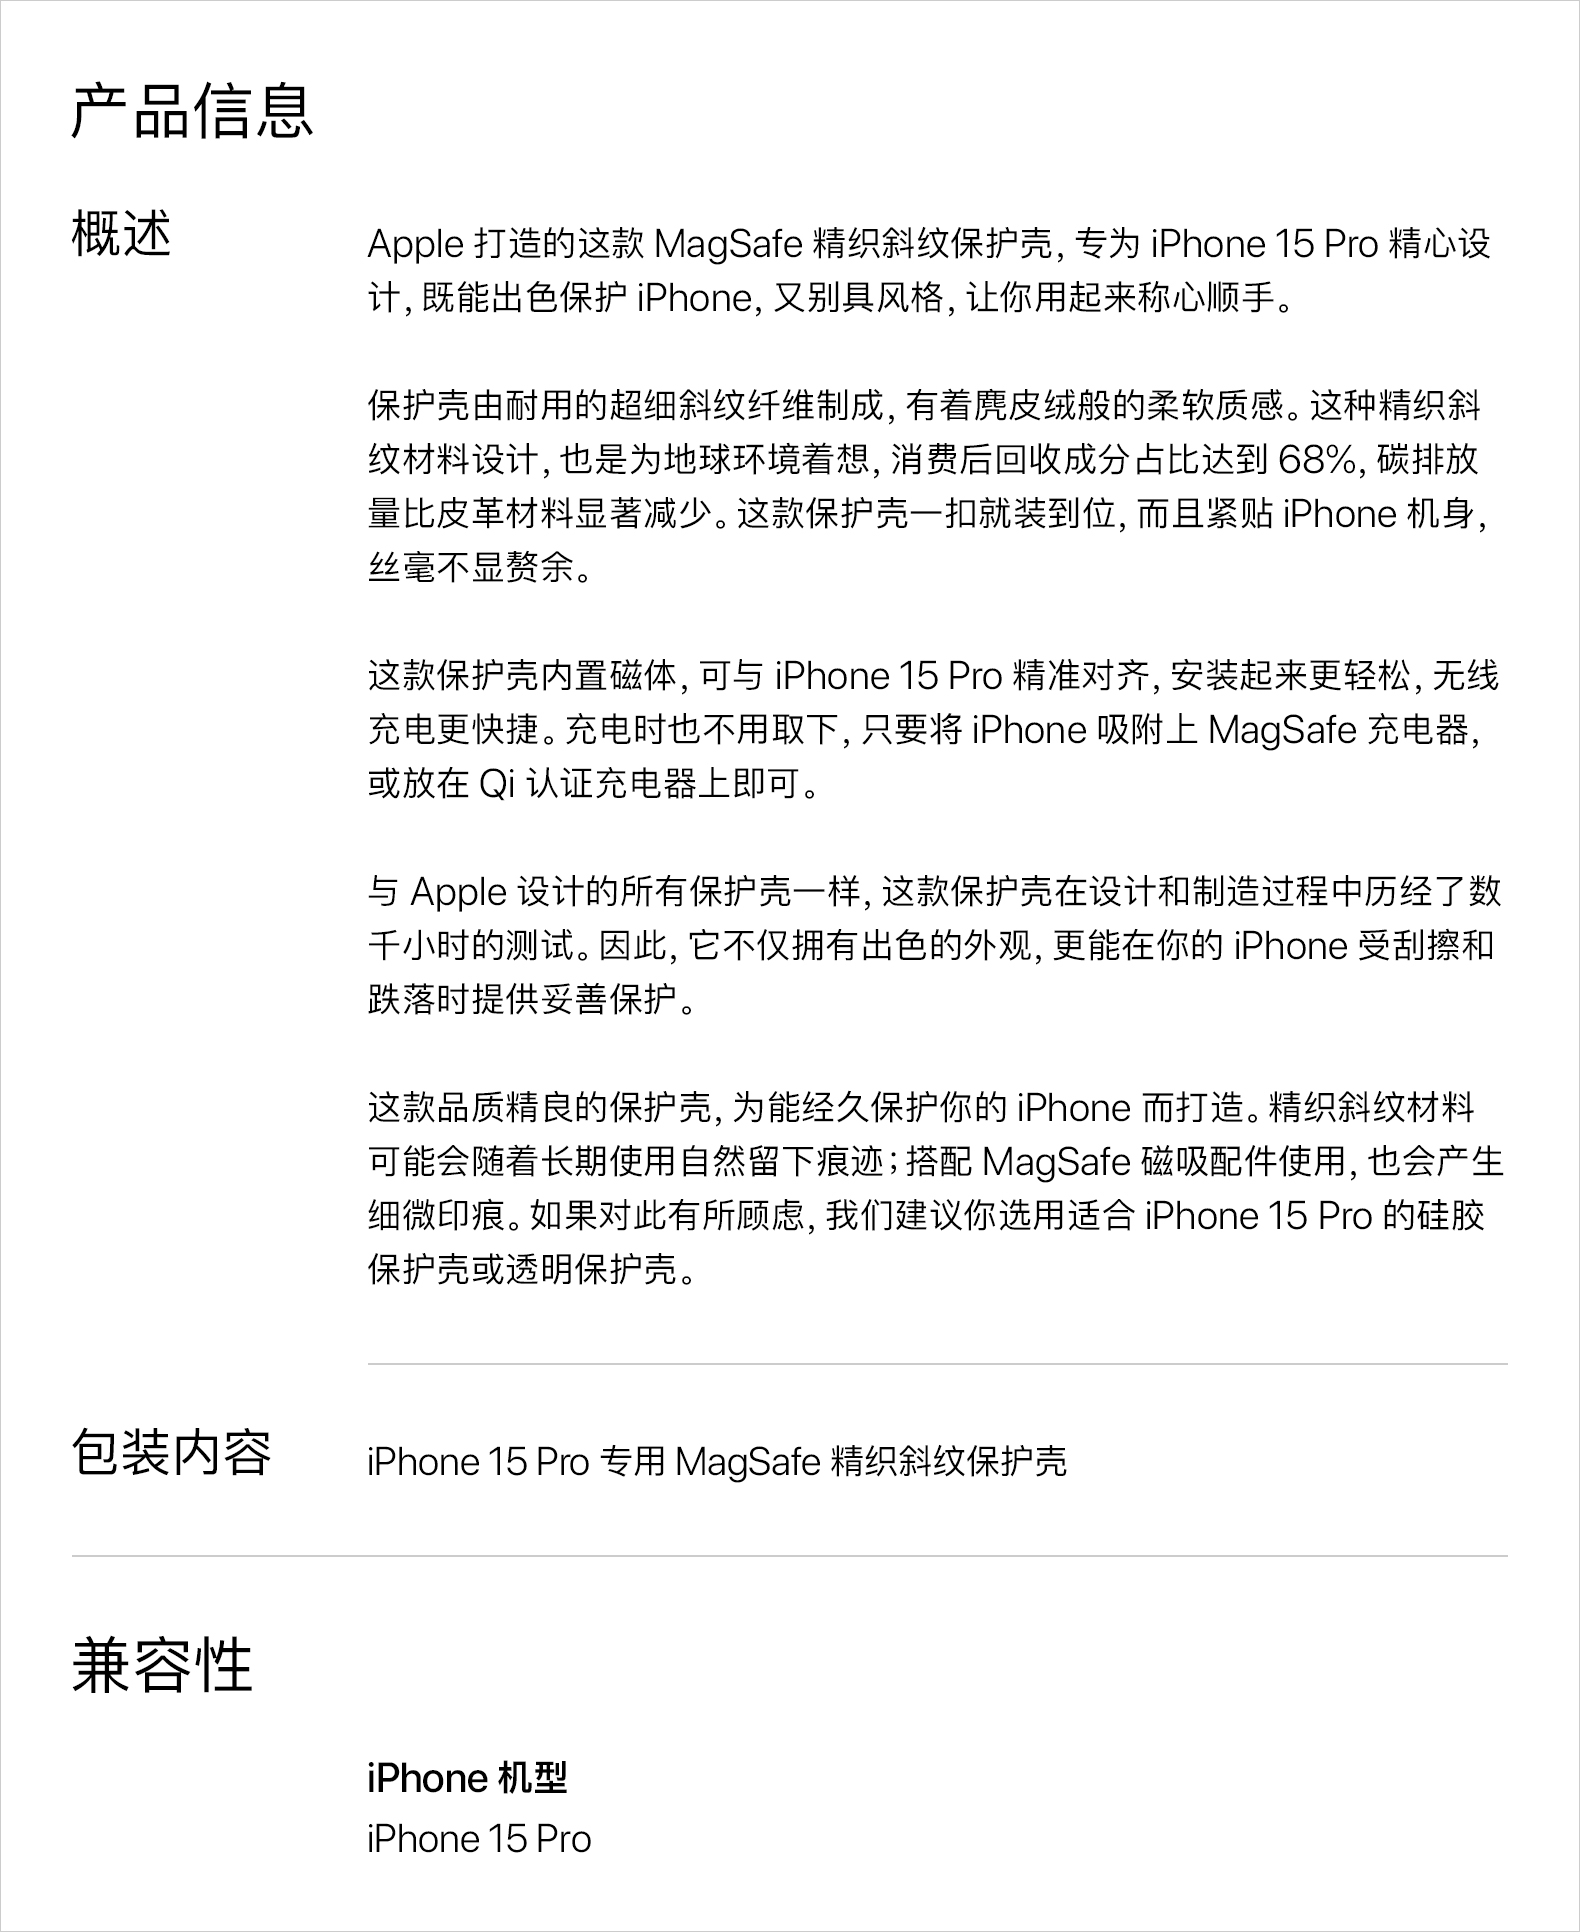 产品信息
概述
Apple 打造的这款 MagSafe 精织斜纹保护壳，专为 iPhone 15 Pro 精心设
计，既能出色保护 iPhone，又别具风格，让你用起来称心顺手。
保护壳由耐用的超细斜纹纤维制成，有着麂皮绒般的柔软质感。这种精织斜
纹材料设计，也是为地球环境着想，消费后回收成分占比达到 68%，碳排放
量比皮革材料显著减少。这款保护壳一扣就装到位，而且紧贴 iPhone 机身，
丝毫不显赘余。
这款保护壳内置磁体，可与 iPhone 15 Pro 精准对齐，安装起来更轻松，无线
充电更快捷。充电时也不用取下，只要将 iPhone 吸附上 MagSafe 充电器，
或放在 Qi 认证充电器上即可。
与 Apple 设计的所有保护壳一样，这款保护壳在设计和制造过程中历经了数
千小时的测试。因此，它不仅拥有出色的外观，更能在你的 iPhone 受刮擦和
跌落时提供妥善保护。
这款品质精良的保护壳，为能经久保护你的 iPhone 而打造。精织斜纹材料
可能会随着长期使用自然留下痕迹；搭配 MagSafe 磁吸配件使用，也会产生
细微印痕。如果对此有所顾虑，我们建议你选用适合 iPhone 15 Pro 的硅胶
保护壳或透明保护壳。
包装内容
iPhone 15 Pro 专用 MagSafe 精织斜纹保护壳
兼容性
iPhone 机型
iPhone 15 Pro